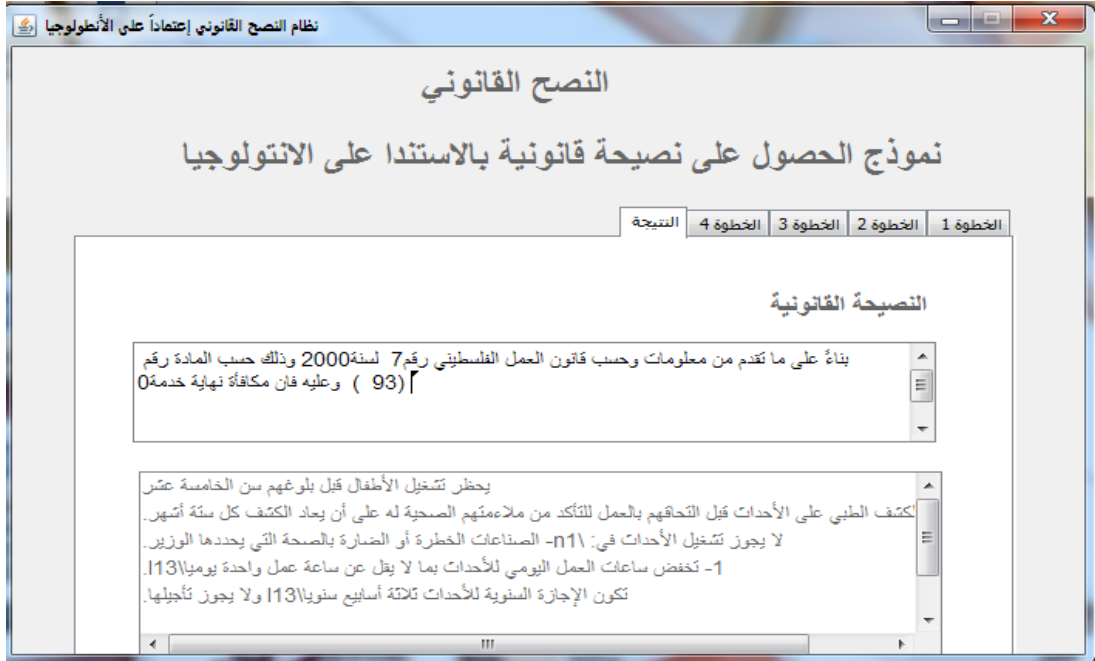 نظام النصح القانوني إعتماداً على الأنطولوجيا
النصح القانوني
نموذج الحصول على نصيحة قانونية بالاستندا على الانتولوجيا
الخطوة 1 الخطوة 2 الخطوة 3 الخطوة 4 النتيجة
النصيحة القانونية
بناءً على ما تقدم من معلومات وحسب قانون العمل الفلسطيني رقم7 لسنة2000 وذلك حسب المادة رقم
(93 ) وعليه فان مكافأة نهاية خدمة0
يحظر تشغيل الأطفال قبل بلوغهم سن الخامسة عشر
لكشف الطبي على الأحداث قبل التحاقهم بالعمل للتأكد من ملاءمتهم الصحية له على أن يعاد الكشف كل ستة أشهر.
لا يجوز تشغيل الأحداث في: \n1- الصناعات الخطرة أو الضارة بالصحة التي يحددها الوزير.
1- تخفض ساعات العمل اليومي للأحداث بما لا يقل عن ساعة عمل واحدة يوميا\I13.
تكون الإجازة السنوية للأحداث ثلاثة أسابيع سنويا\I13 ولا يجوز تأجيلها.